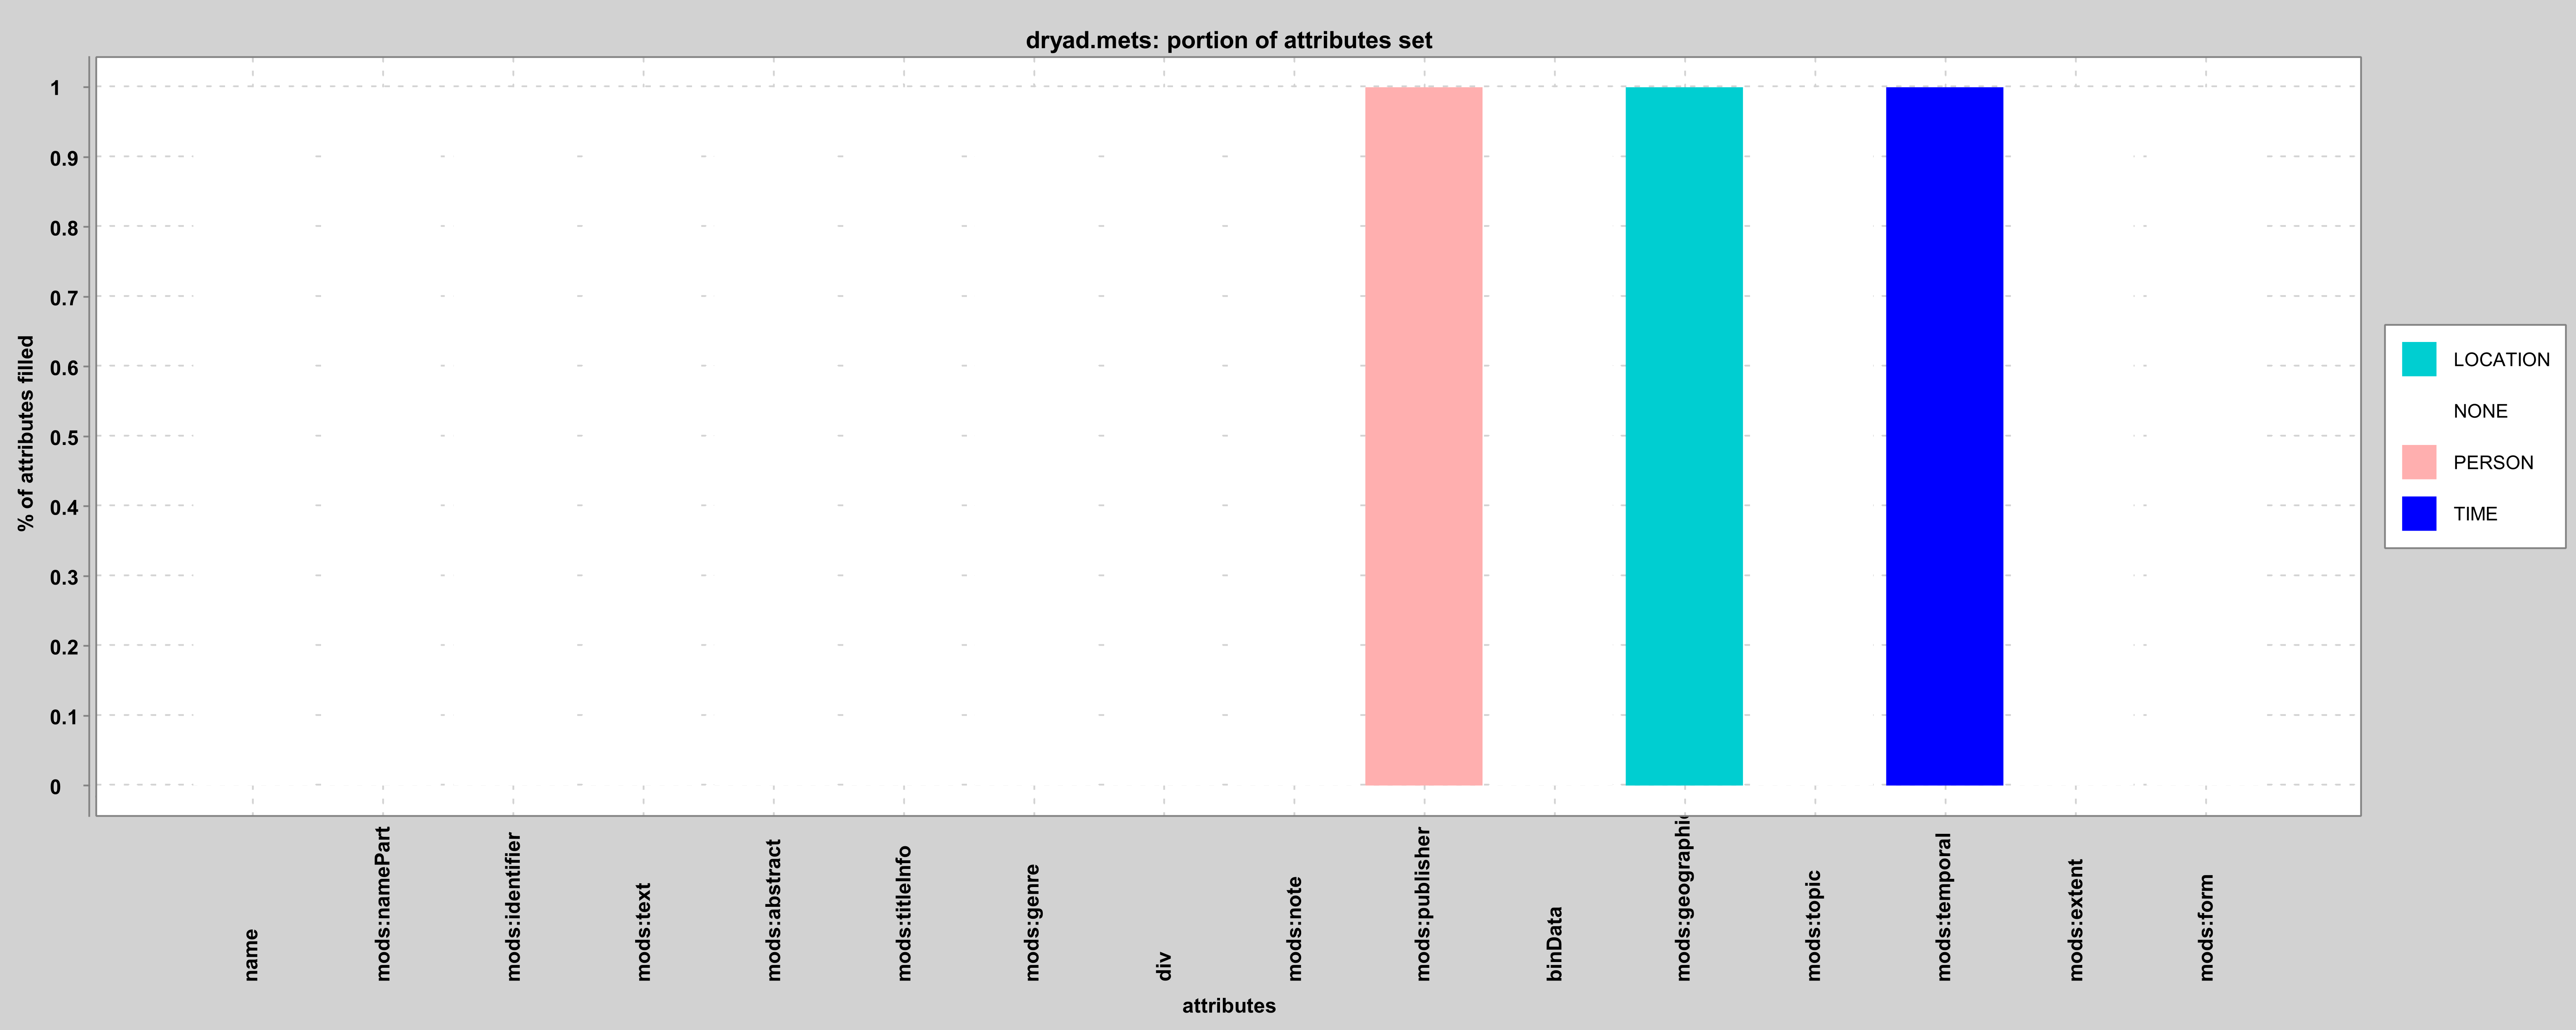 dryad.mets: portion of attributes set
% of attributes filled
1
0.9
0.8
0.7
0.6
0.5
0.4
0.3
0.2
0.1
0
name
mods:namePart
mods:identifier
mods:text
mods:abstract
mods:titleInfo
mods:genre
div
mods:note
mods:publisher
binData
mods:geographic
mods:topic
mods:temporal
mods:extent
mods:form
attributes
LOCATION
NONE
PERSON
TIME